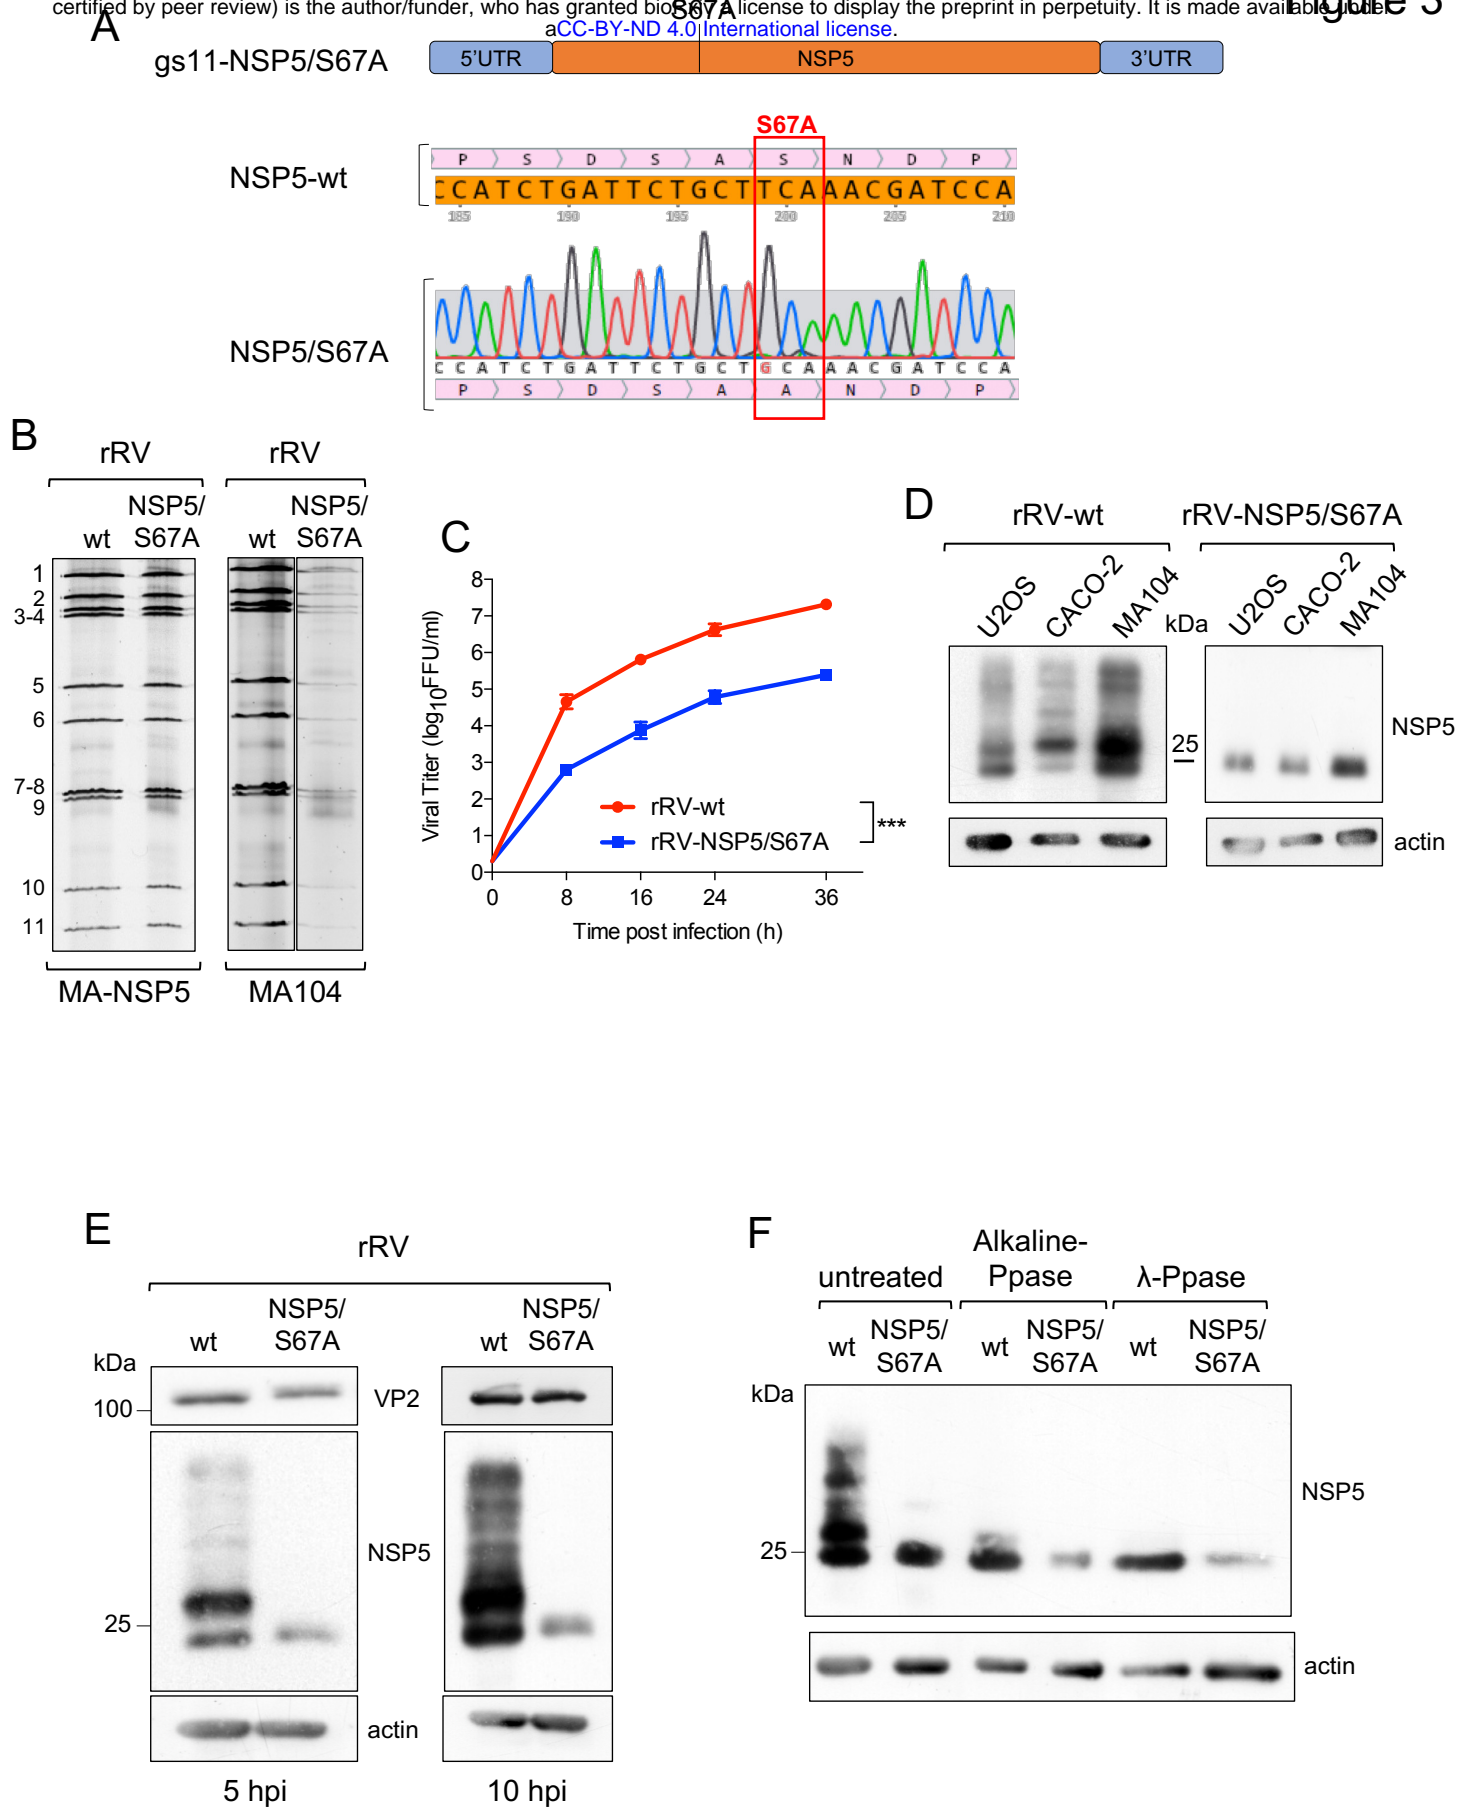 certified by peer review) is the author/funder, who has granted bioRxiv a license to display the preprint in perpetuity. It is made available under
aCC-BY-ND 4.0 International license.
Figure 3
A
S67A
gs11-NSP5/S67A
5'UTR
NSP5
3'UTR
S67A
NSP5-wt
P S D S A S N D P
CCATCTGATTCTGCTTCAAACGATCCA
185 190 195 200 205 210
NSP5/S67A
CCATCTGATTCTGCTGCAAACGATCCA
P S D S A A N D P
B
rRV rRV
wt NSP5/
S67A
wt NSP5/
S67A
1
2
3-4
5
6
7-8
9
10
11
MA-NSP5 MA104
C
Viral Titer (log10FFU/ml)
8
7
6
5
4
3
2
1
0
rRV-wt
rRV-NSP5/S67A
***
0 8 16 24 36
Time post infection (h)
D
rRV-wt rRV-NSP5/S67A
U2OS CACO-2 MA104 kDa U2OS CACO-2 MA104
25
NSP5
actin
E
rRV
wt NSP5/
S67A
wt NSP5/
S67A
kDa
100
VP2
NSP5
25
actin
5 hpi 10 hpi
F
untreated Alkaline-
Ppase λ-Ppase
wt NSP5/
S67A
wt NSP5/
S67A
wt NSP5/
S67A
kDa
25
NSP5
actin